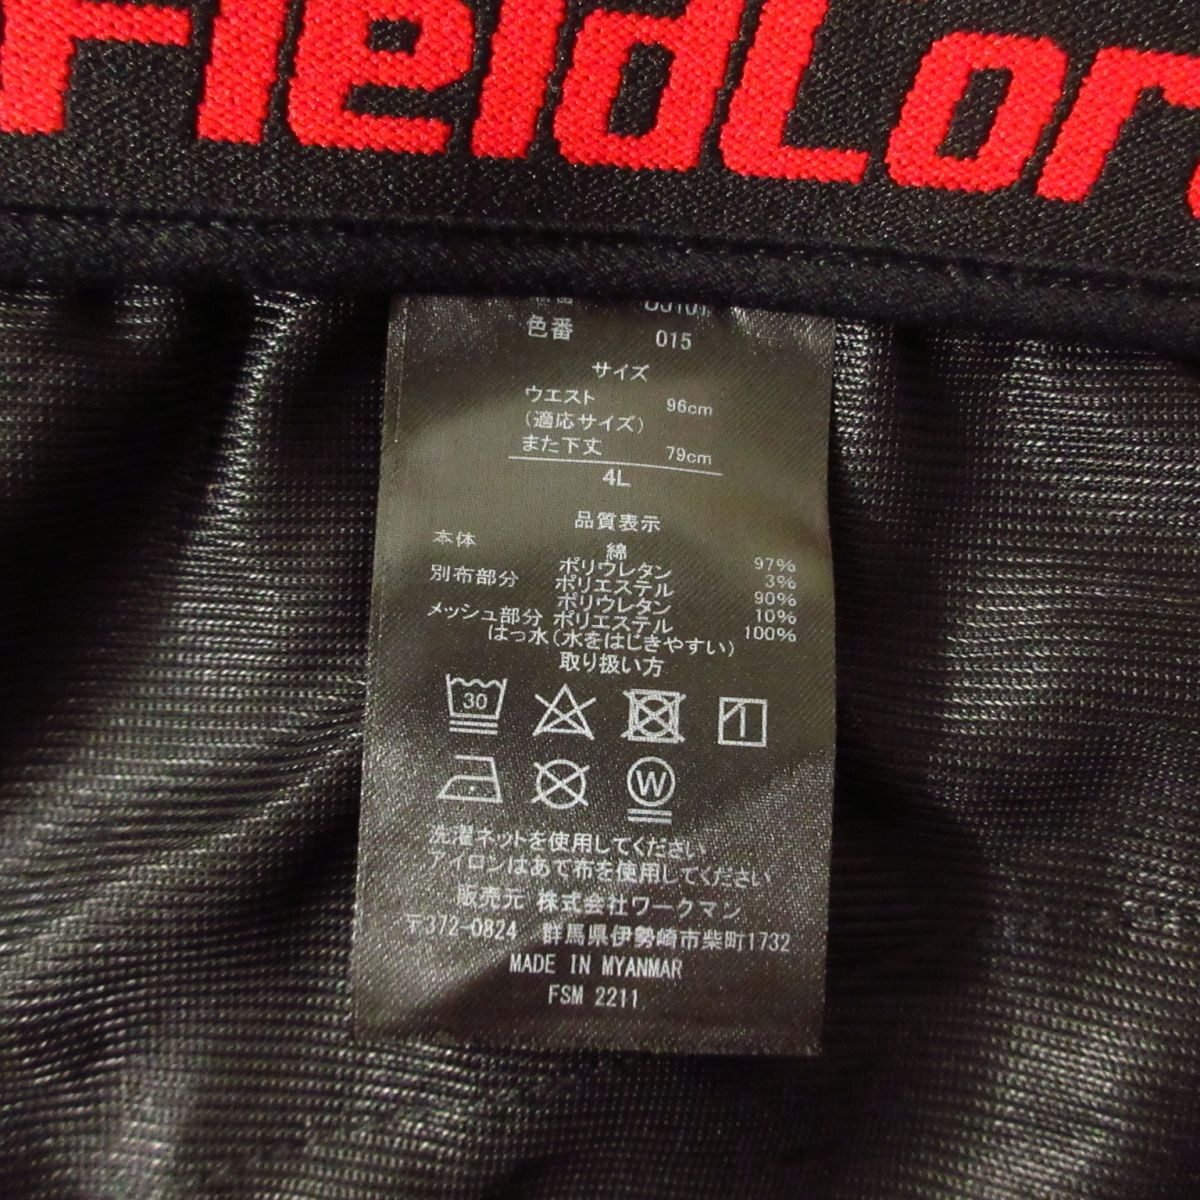 FieldCor
色番 015
サイズ
ウエスト 96cm
(適応サイズ)
また下丈 79cm
4L
品質表示
本体 綿 97%
ポリウレタン 3%
別布部分 ポリエステル 90%
ポリウレタン 10%
メッシュ部分 ポリエステル 100%
はっ水(水をはじきやすい)
取り扱い方
30
1
W
洗濯ネットを使用してください
アイロンはあて布を使用してください
販売元 株式会社ワークマン
〒372-0824 群馬県伊勢崎市柴町1732
MADE IN MYANMAR
FSM 2211